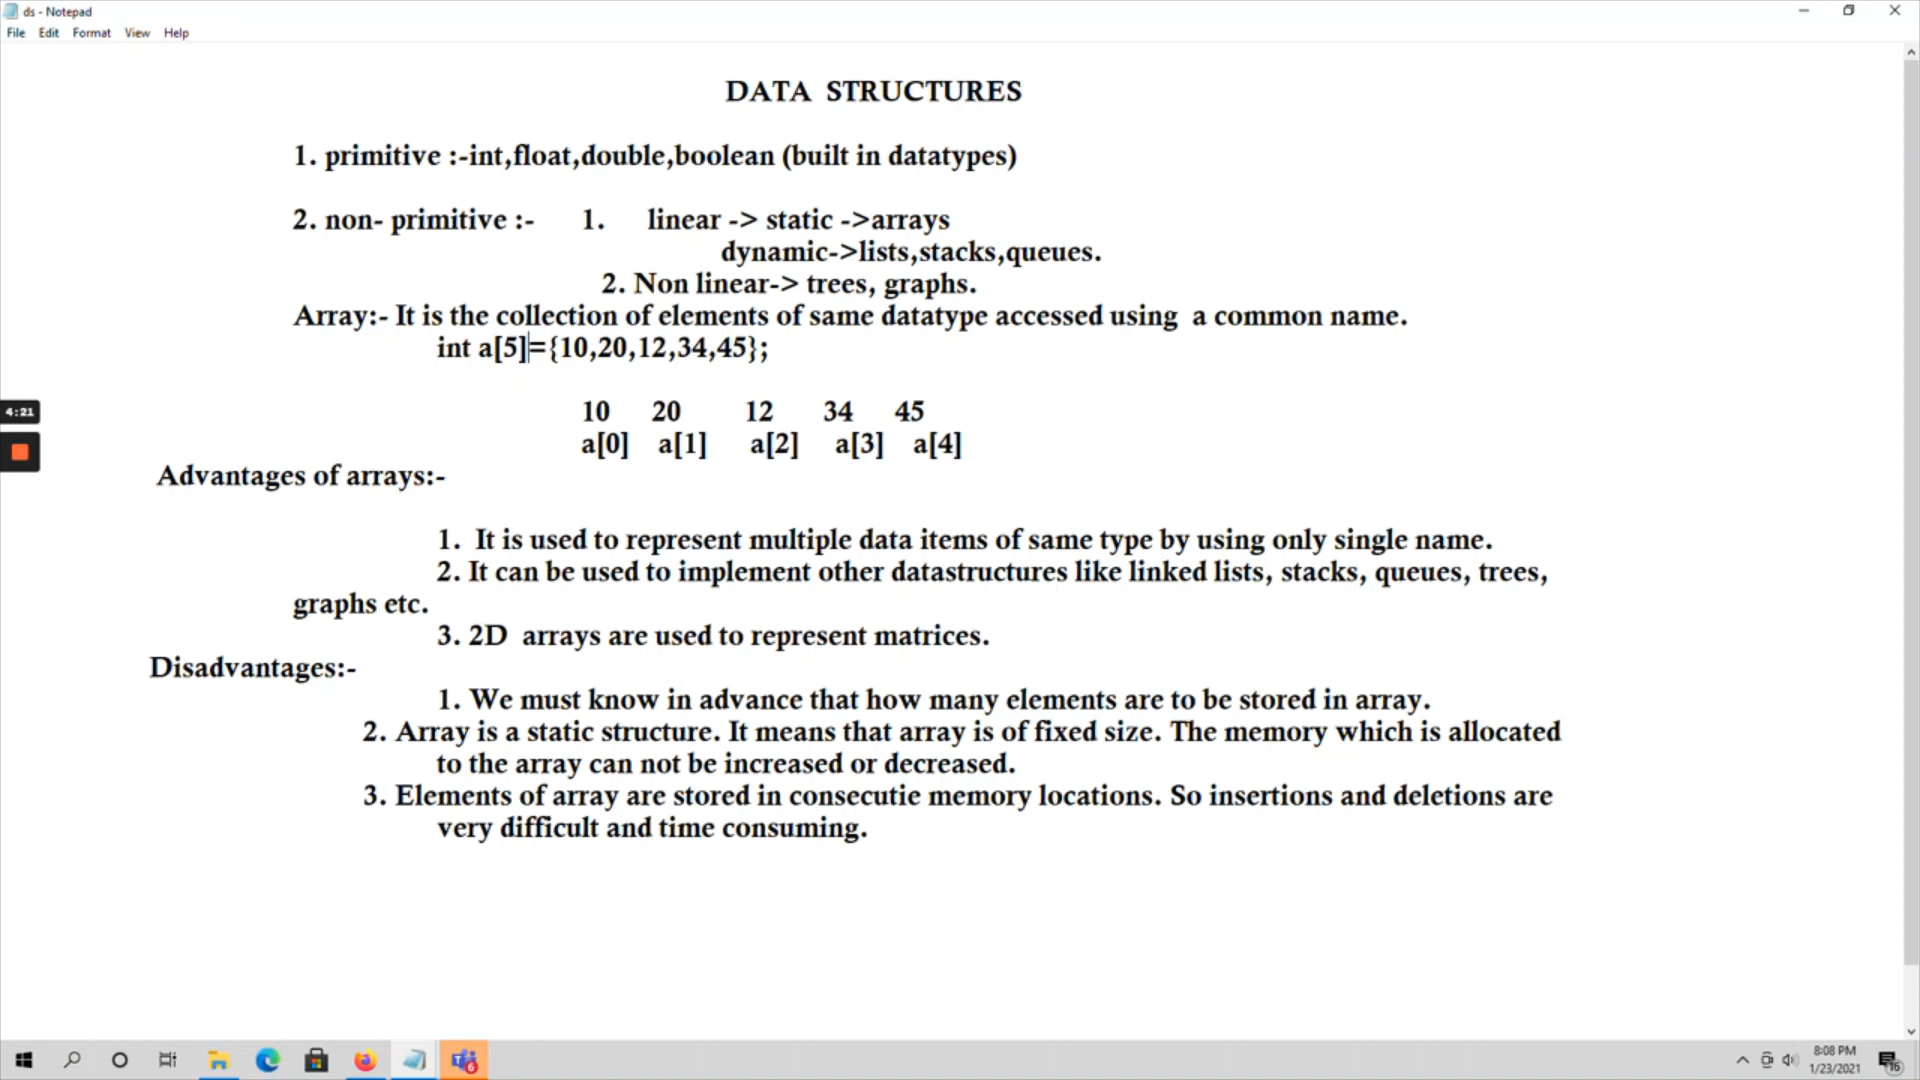 ds - Notepad
File Edit Format View Help
DATA STRUCTURES
1. primitive :-int,float,double,boolean (built in datatypes)
2. non- primitive :- 1. linear -> static ->arrays
dynamic->lists,stacks,queues.
2. Non linear-> trees, graphs.
Array:- It is the collection of elements of same datatype accessed using a common name.
int a[5]={10,20,12,34,45};
10 20 12 34 45
4:21
a[0] a[1] a[2] a[3] a[4]
Advantages of arrays:-
1. It is used to represent multiple data items of same type by using only single name.
2. It can be used to implement other datastructures like linked lists, stacks, queues, trees,
graphs etc.
3. 2D arrays are used to represent matrices.
Disadvantages:-
1. We must know in advance that how many elements are to be stored in array.
2. Array is a static structure. It means that array is of fixed size. The memory which is allocated
to the array can not be increased or decreased.
3. Elements of array are stored in consecutie memory locations. So insertions and deletions are
very difficult and time consuming.
8:08 PM
1/23/2021
T 6
16